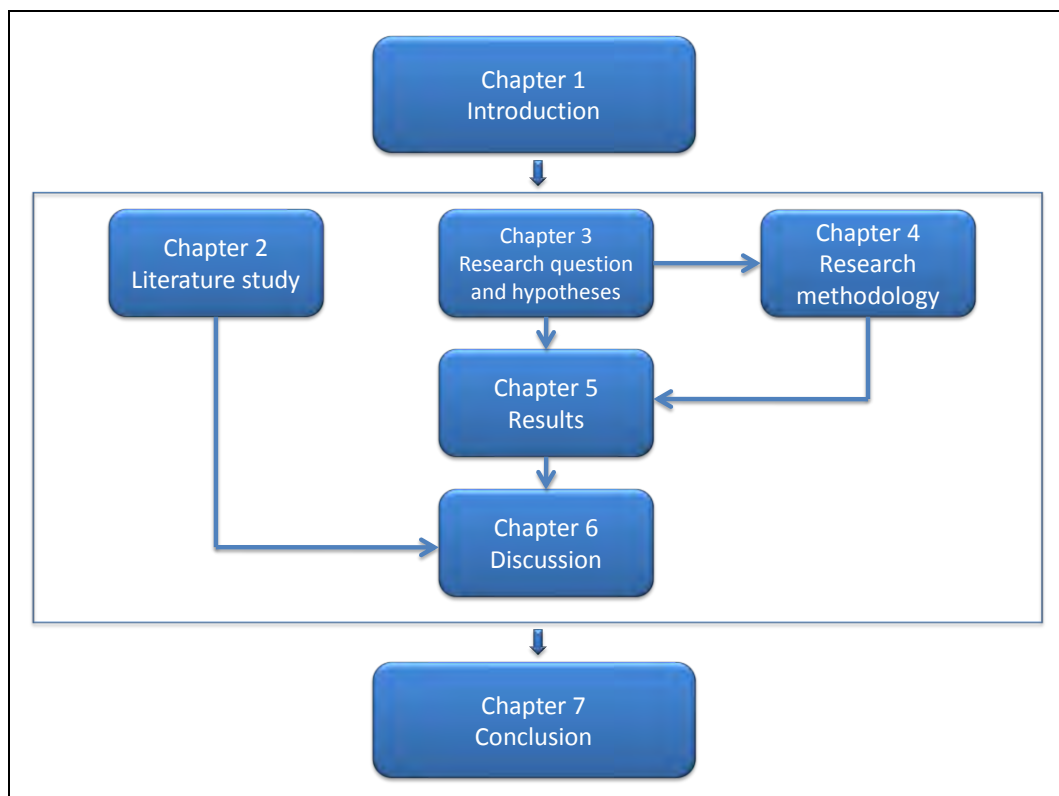 Chapter 1
Introduction
Chapter 2
Literature study
Chapter 3
Research question
and hypotheses
Chapter 4
Research
methodology
Chapter 5
Results
Chapter 6
Discussion
Chapter 7
Conclusion